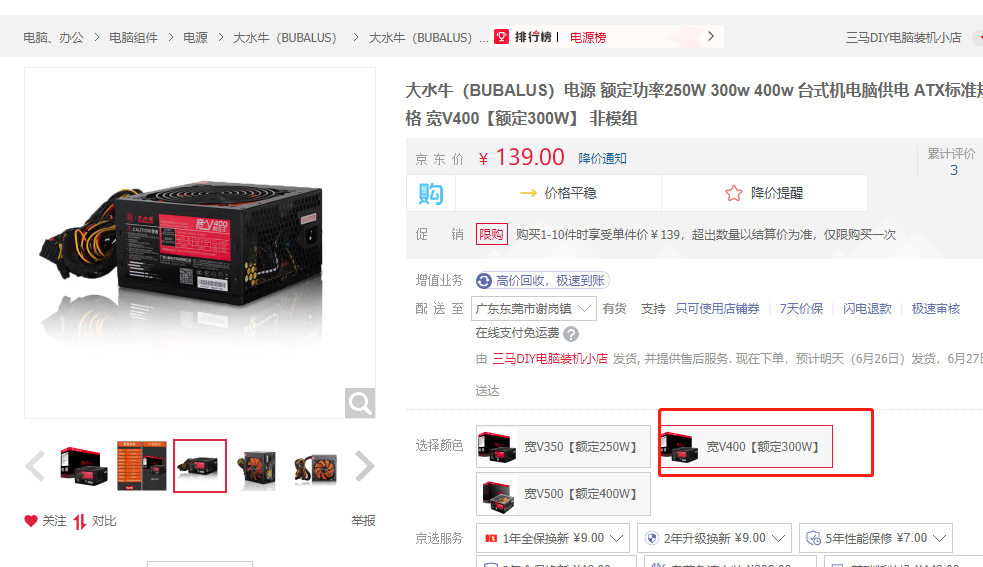 电脑、办公 > 电脑组件 > 电源 > 大水牛（BUBALUS） > 大水牛（BUBALUS）... 排行榜 | 电源榜 > 三马DIY电脑装机小店
大水牛（BUBALUS）电源 额定功率250W 300w 400w 台式机电脑供电 ATX标准规
格 宽V400【额定300W】 非模组
京东价 ￥139.00 降价通知
累计评价
3
购 价格平稳 降价提醒
促销 限购 购买1-10件时享受单件价￥139，超出数量以结算价为准，仅限购买一次
增值业务 高价回收，极速到账
配送至 广东东莞市谢岗镇 有货 支持 只可使用店铺券 | 7天价保 | 闪电退款 | 极速审核
在线支付免运费 ?
由 三马DIY电脑装机小店 发货, 并提供售后服务. 现在下单，预计明天（6月26日）发货，6月27日
送达
选择颜色 宽V350【额定250W】 宽V400【额定300W】
宽V500【额定400W】
关注 对比 举报
京选服务 1年全保换新 ¥9.00 2年升级换新 ¥9.00 5年性能保修 ¥7.00